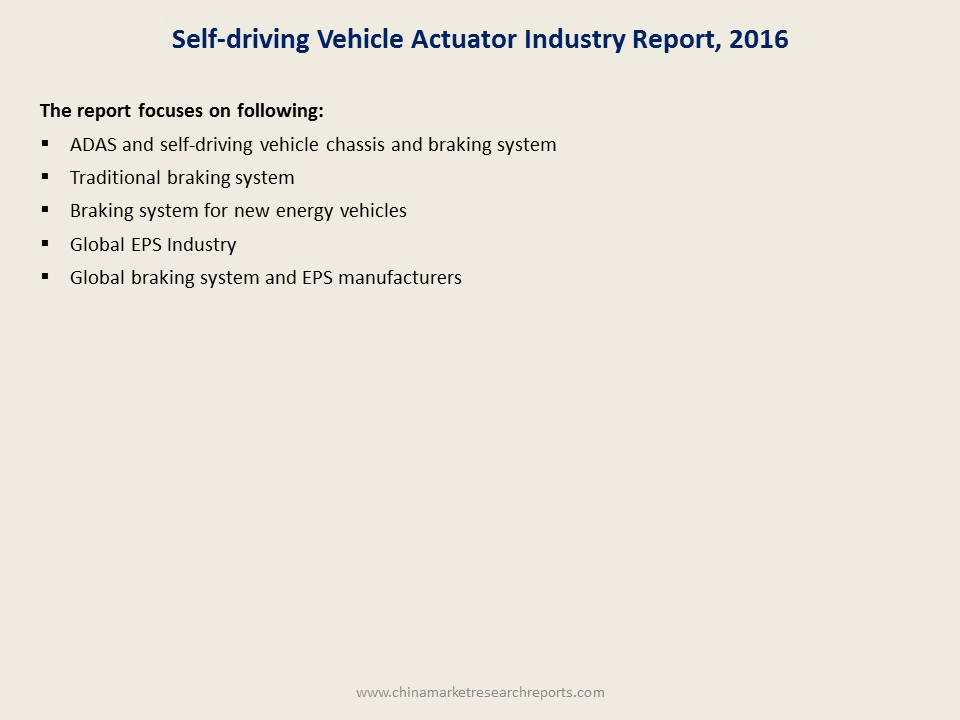 Self-driving Vehicle Actuator Industry Report, 2016
The report focuses on following:
▪ ADAS and self-driving vehicle chassis and braking system
▪ Traditional braking system
▪ Braking system for new energy vehicles
▪ Global EPS Industry
▪ Global braking system and EPS manufacturers
www.chinamarketresearchreports.com